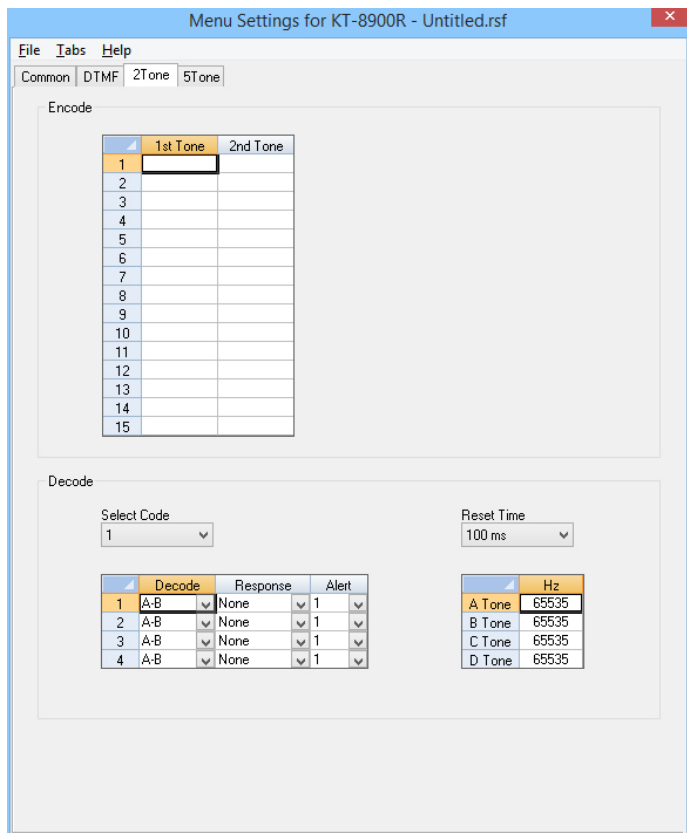 Menu Settings for KT-8900R - Untitled.rsf
File Tabs Help
Common DTMF 2Tone 5Tone
Encode
1st Tone 2nd Tone
1
2
3
4
5
6
7
8
9
10
11
12
13
14
15
Decode
Select Code Reset Time
1 100 ms
Decode Response Alert Hz
1 A-B None 1 A Tone 65535
2 A-B None 1 B Tone 65535
3 A-B None 1 C Tone 65535
4 A-B None 1 D Tone 65535